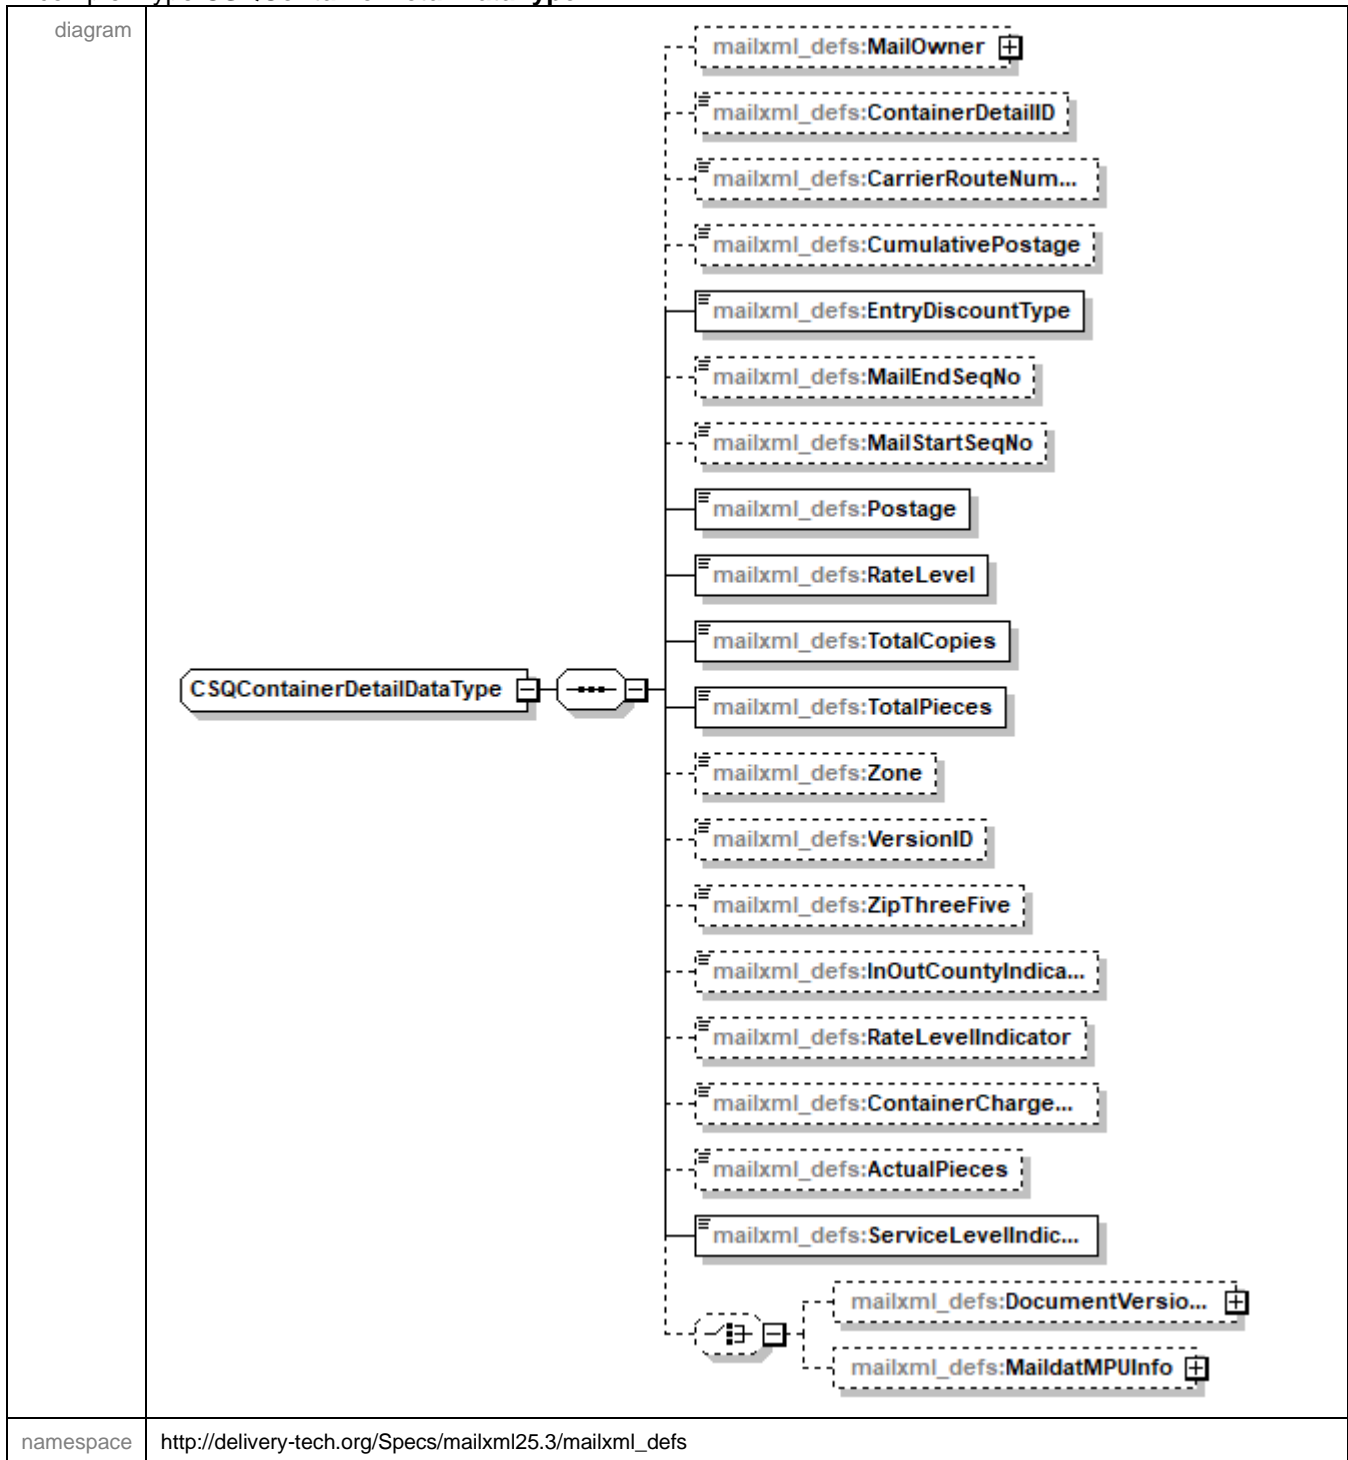 diagram
mailxml_defs:MailOwner
mailxml_defs:ContainerDetailID
mailxml_defs:CarrierRouteNum...
mailxml_defs:CumulativePostage
mailxml_defs:EntryDiscountType
mailxml_defs:MailEndSeqNo
mailxml_defs:MailStartSeqNo
mailxml_defs:Postage
mailxml_defs:RateLevel
mailxml_defs:TotalCopies
CSQContainerDetailDataType
mailxml_defs:TotalPieces
mailxml_defs:Zone
mailxml_defs:VersionID
mailxml_defs:ZipThreeFive
mailxml_defs:InOutCountyIndica...
mailxml_defs:RateLevelIndicator
mailxml_defs:ContainerCharge...
mailxml_defs:ActualPieces
mailxml_defs:ServiceLevelIndic...
mailxml_defs:DocumentVersio...
mailxml_defs:MaildatMPUInfo
namespace http://delivery-tech.org/Specs/mailxml25.3/mailxml_defs